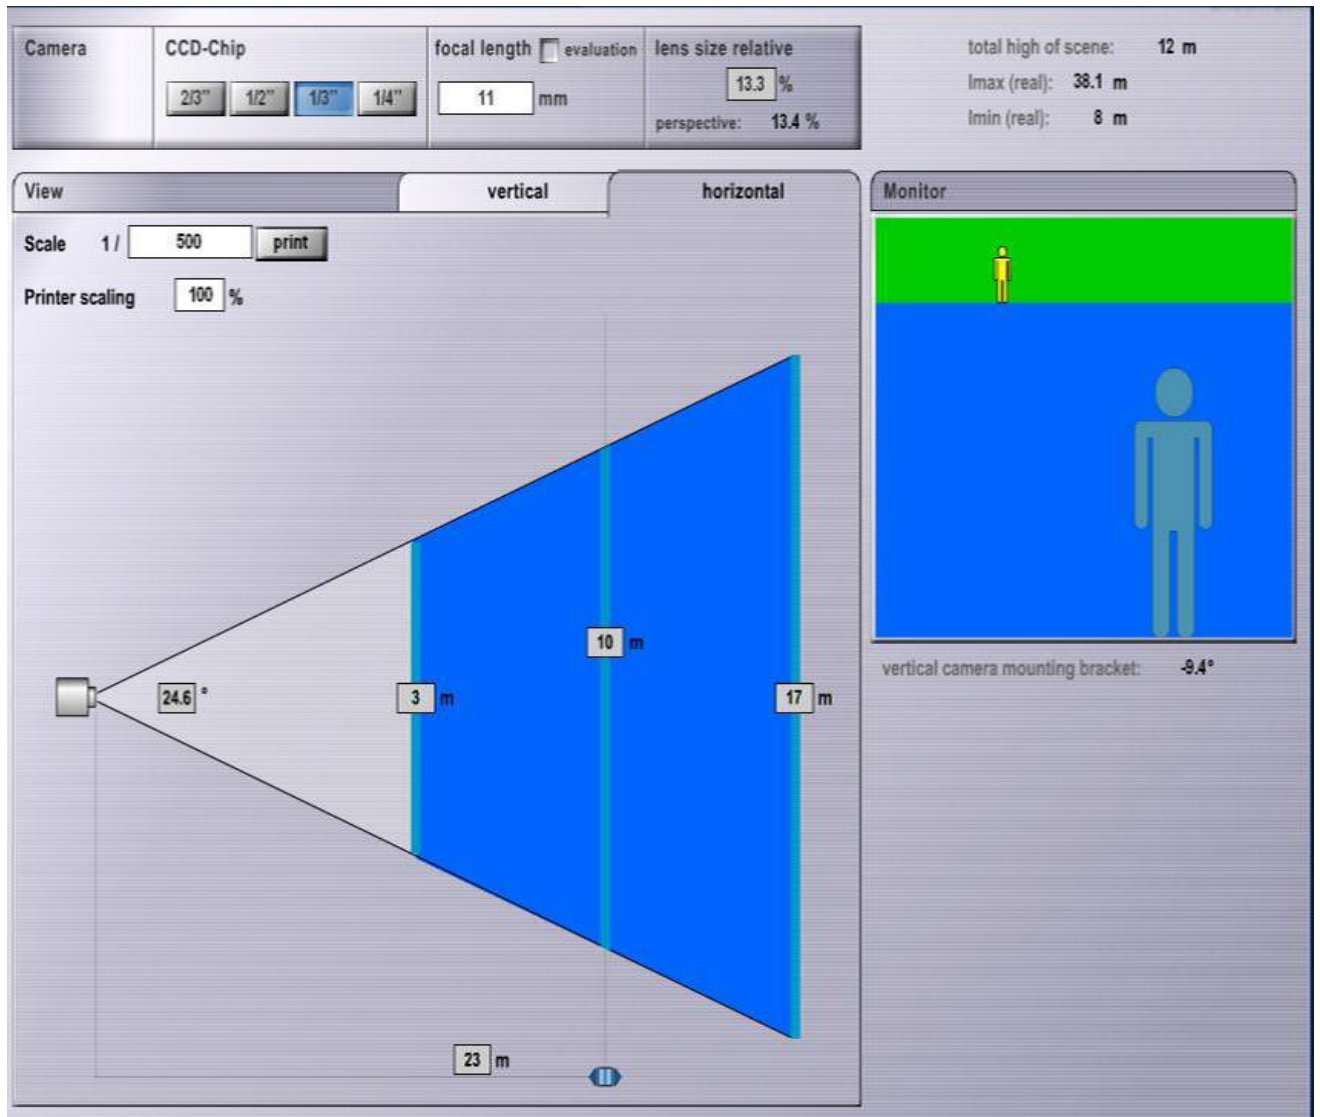 Camera
CCD-Chip
2/3" 1/2" 1/3" 1/4"
focal length evaluation
11 mm
lens size relative
13.3 %
perspective: 13.4 %
total high of scene: 12 m
lmax (real): 38.1 m
lmin (real): 8 m
View vertical horizontal
Scale 1 / 500 print
Printer scaling 100 %
24.6 °
3 m
10 m
17 m
23 m
Monitor
vertical camera mounting bracket: -9.4°